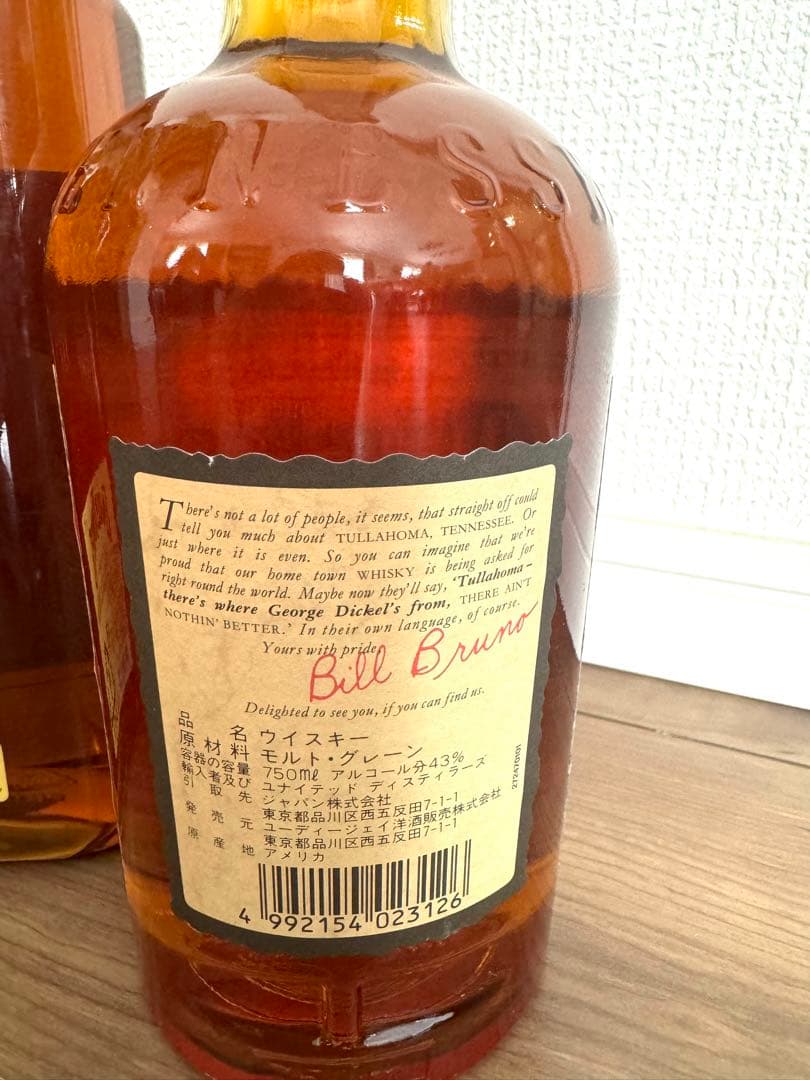 There's not a lot of people, it seems, that straight off could
tell you much about TULLAHOMA, TENNESSEE. Or
just where it is even. So you can imagine that we're
proud that our home town WHISKY is being asked for
right round the world. Maybe now they'll say, 'Tullahoma–
there's where George Dickel's from, THERE AIN'T
NOTHIN' BETTER.' In their own language, of course.
Yours with pride,
Bill Bruno
Delighted to see you, if you can find us.
品名 ウイスキー
原材料 モルト・グレーン
容器の容量 750mℓ アルコール分43%
輸入者及び ユナイテッド ディスティラーズ
引取先 ジャパン株式会社
東京都品川区西五反田7-1-1
発売元 ユーディージェイ洋酒販売株式会社
東京都品川区西五反田7-1-1
原産地 アメリカ
272470101
4 992154 023126